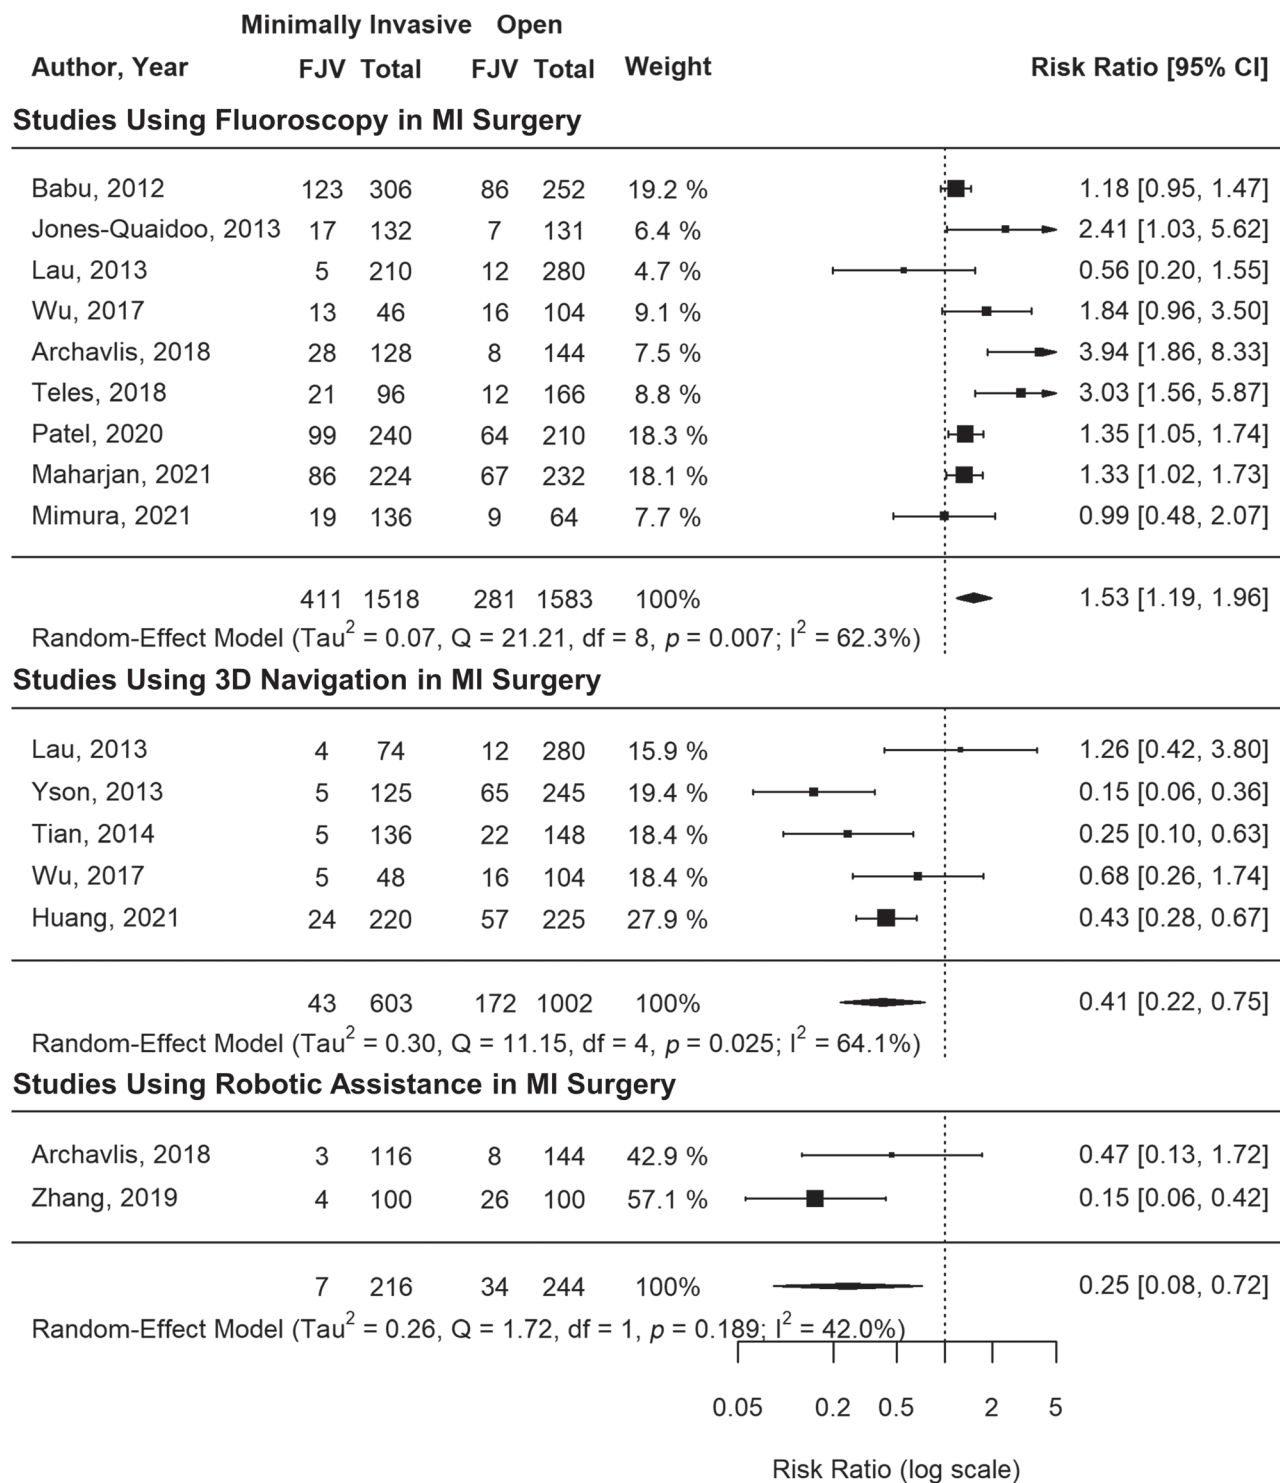 Minimally Invasive Open
Author, Year FJV Total FJV Total Weight Risk Ratio [95% CI]
Studies Using Fluoroscopy in MI Surgery
Babu, 2012 123 306 86 252 19.2 % 1.18 [0.95, 1.47]
Jones-Quaidoo, 2013 17 132 7 131 6.4 % 2.41 [1.03, 5.62]
Lau, 2013 5 210 12 280 4.7 % 0.56 [0.20, 1.55]
Wu, 2017 13 46 16 104 9.1 % 1.84 [0.96, 3.50]
Archavlis, 2018 28 128 8 144 7.5 % 3.94 [1.86, 8.33]
Teles, 2018 21 96 12 166 8.8 % 3.03 [1.56, 5.87]
Patel, 2020 99 240 64 210 18.3 % 1.35 [1.05, 1.74]
Maharjan, 2021 86 224 67 232 18.1 % 1.33 [1.02, 1.73]
Mimura, 2021 19 136 9 64 7.7 % 0.99 [0.48, 2.07]
411 1518 281 1583 100% 1.53 [1.19, 1.96]
Random-Effect Model (Tau² = 0.07, Q = 21.21, df = 8, p = 0.007; I² = 62.3%)
Studies Using 3D Navigation in MI Surgery
Lau, 2013 4 74 12 280 15.9 % 1.26 [0.42, 3.80]
Yson, 2013 5 125 65 245 19.4 % 0.15 [0.06, 0.36]
Tian, 2014 5 136 22 148 18.4 % 0.25 [0.10, 0.63]
Wu, 2017 5 48 16 104 18.4 % 0.68 [0.26, 1.74]
Huang, 2021 24 220 57 225 27.9 % 0.43 [0.28, 0.67]
43 603 172 1002 100% 0.41 [0.22, 0.75]
Random-Effect Model (Tau² = 0.30, Q = 11.15, df = 4, p = 0.025; I² = 64.1%)
Studies Using Robotic Assistance in MI Surgery
Archavlis, 2018 3 116 8 144 42.9 % 0.47 [0.13, 1.72]
Zhang, 2019 4 100 26 100 57.1 % 0.15 [0.06, 0.42]
7 216 34 244 100% 0.25 [0.08, 0.72]
Random-Effect Model (Tau² = 0.26, Q = 1.72, df = 1, p = 0.189; I² = 42.0%)
0.05 0.2 0.5 2 5
Risk Ratio (log scale)